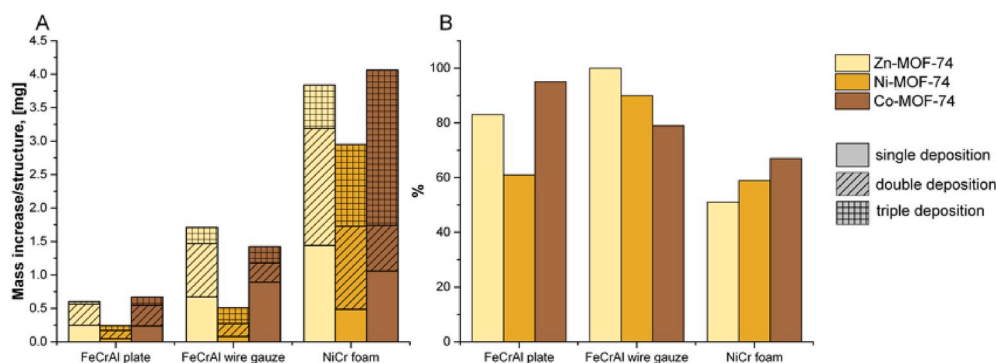 A
Mass increase/structure, [mg]
4.5
4.0
3.5
3.0
2.5
2.0
1.5
1.0
0.5
0.0
FeCrAl plate
FeCrAl wire gauze
NiCr foam
B
%
100
80
60
40
20
0
FeCrAl plate
FeCrAl wire gauze
NiCr foam
Zn-MOF-74
Ni-MOF-74
Co-MOF-74
single deposition
double deposition
triple deposition